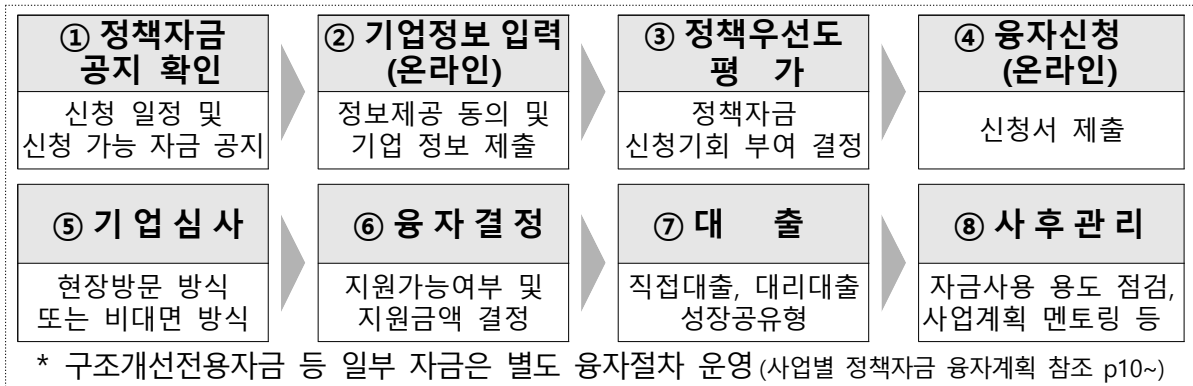 ① 정책자금
공지 확인
신청 일정 및
신청 가능 자금 공지
② 기업정보 입력
(온라인)
정보제공 동의 및
기업 정보 제출
③ 정책우선도
평 가
정책자금
신청기회 부여 결정
④ 융자신청
(온라인)
신청서 제출
⑤ 기 업 심 사
현장방문 방식
또는 비대면 방식
⑥ 융 자 결 정
지원가능여부 및
지원금액 결정
⑦ 대 출
직접대출, 대리대출
성장공유형
⑧ 사 후 관 리
자금사용 용도 점검,
사업계획 멘토링 등
* 구조개선전용자금 등 일부 자금은 별도 융자절차 운영 (사업별 정책자금 융자계획 참조 p10~)